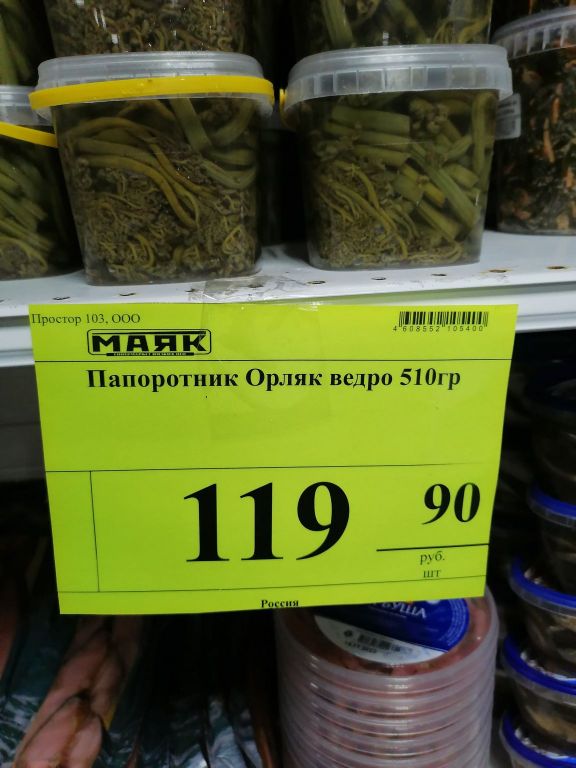 Простор 103, ООО
МАЯК
4 608552 105400
Папоротник Орляк ведро 510гр
119 90
руб.
шт
Россия